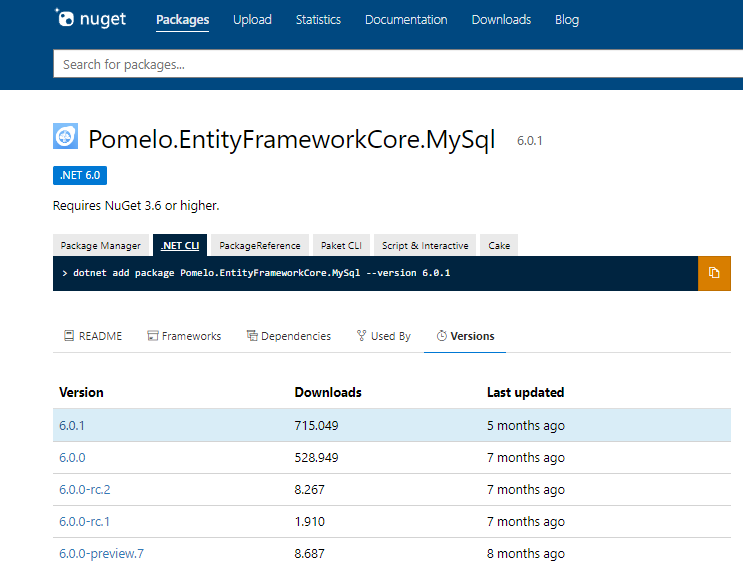 nuget Packages Upload Statistics Documentation Downloads Blog
Search for packages...
Pomelo.EntityFrameworkCore.MySql 6.0.1
.NET 6.0
Requires NuGet 3.6 or higher.
Package Manager .NET CLI PackageReference Paket CLI Script & Interactive Cake
> dotnet add package Pomelo.EntityFrameworkCore.MySql --version 6.0.1
README Frameworks Dependencies Used By Versions
Version Downloads Last updated
6.0.1 715.049 5 months ago
6.0.0 528.949 7 months ago
6.0.0-rc.2 8.267 7 months ago
6.0.0-rc.1 1.910 7 months ago
6.0.0-preview.7 8.687 8 months ago